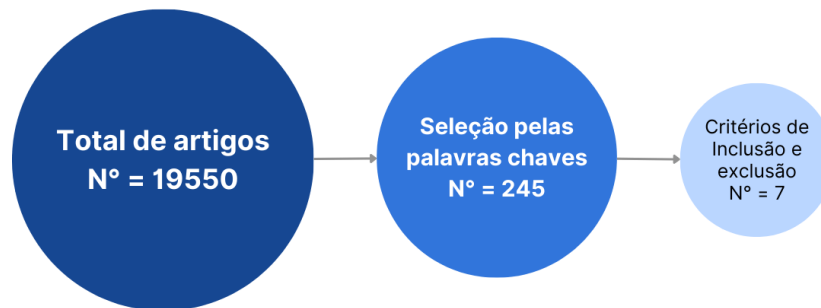 Total de artigos
N° = 19550
Seleção pelas
palavras chaves
N° = 245
Critérios de
Inclusão e
exclusão
N° = 7